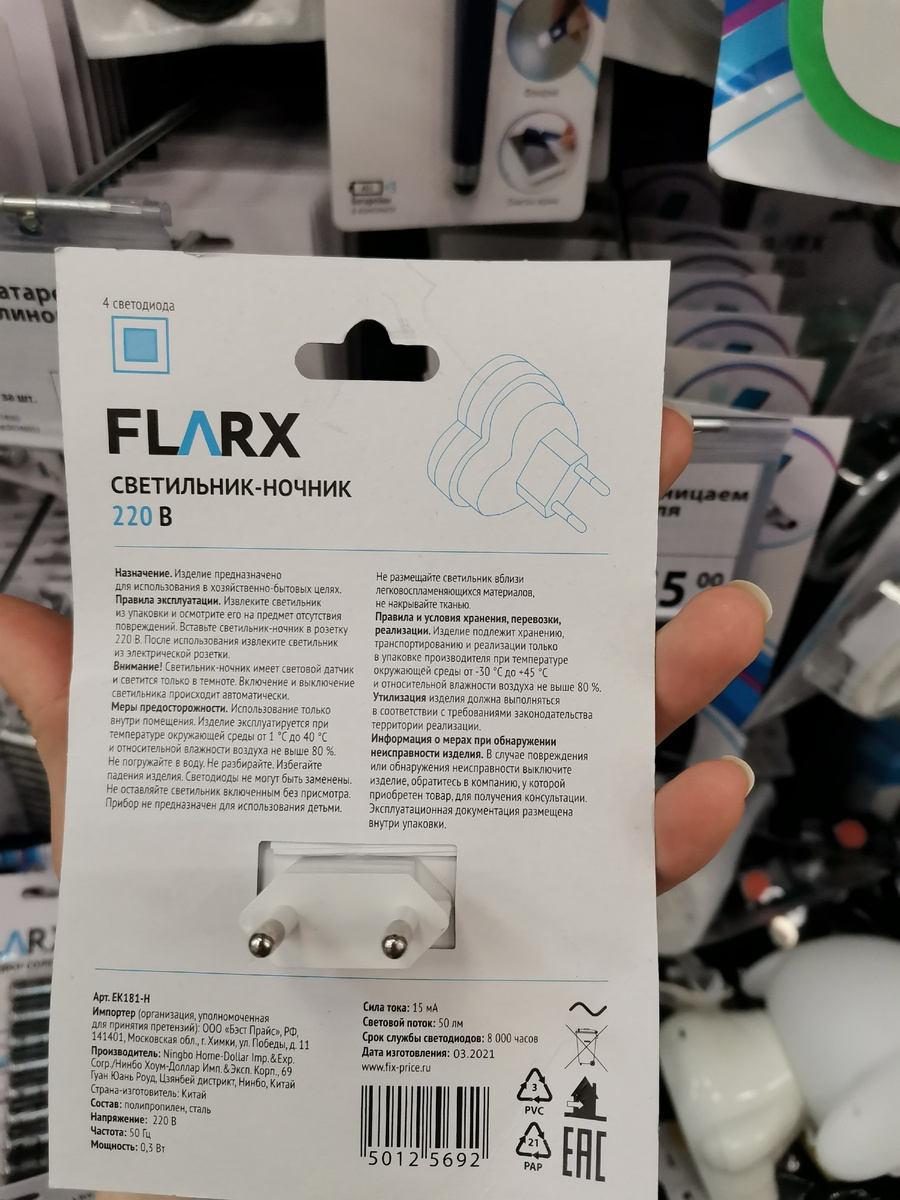 4 светодиода
FLARX
СВЕТИЛЬНИК-НОЧНИК
220 В
Назначение. Изделие предназначено
для использования в хозяйственно-бытовых целях.
Правила эксплуатации. Извлеките светильник
из упаковки и осмотрите его на предмет отсутствия
повреждений. Вставьте светильник-ночник в розетку
220 В. После использования извлеките светильник
из электрической розетки.
Внимание! Светильник-ночник имеет световой датчик
и светится только в темноте. Включение и выключение
светильника происходит автоматически.
Меры предосторожности. Использование только
внутри помещения. Изделие эксплуатируется при
температуре окружающей среды от 1 °C до 40 °C
и относительной влажности воздуха не выше 80 %.
Не погружайте в воду. Не разбирайте. Избегайте
падения изделия. Светодиоды не могут быть заменены.
Не оставляйте светильник включенным без присмотра.
Прибор не предназначен для использования детьми.
Не размещайте светильник вблизи
легковоспламеняющихся материалов,
не накрывайте тканью.
Правила и условия хранения, перевозки,
реализации. Изделие подлежит хранению,
транспортированию и реализации только
в упаковке производителя при температуре
окружающей среды от -30 °C до +45 °C
и относительной влажности воздуха не выше 80 %.
Утилизация изделия должна выполняться
в соответствии с требованиями законодательства
территории реализации.
Информация о мерах при обнаружении
неисправности изделия. В случае повреждения
или обнаружения неисправности выключите
изделие, обратитесь в компанию, у которой
приобретен товар, для получения консультации.
Эксплуатационная документация размещена
внутри упаковки.
Арт. EK181-H
Импортер (организация, уполномоченная
для принятия претензий): ООО «Бэст Прайс», РФ,
141401, Московская обл., г. Химки, ул. Победы, д. 11
Производитель: Ningbo Home-Dollar Imp.&Exp.
Corp./Нинбо Хоум-Доллар Имп.&Эксп. Корп., 69
Гуан Юань Роуд, Цзянбей дистрикт, Нинбо, Китай
Страна-изготовитель: Китай
Состав: полипропилен, сталь
Напряжение: 220 В
Частота: 50 Гц
Мощность: 0,3 Вт
Сила тока: 15 мА
Световой поток: 50 лм
Срок службы светодиодов: 8 000 часов
Дата изготовления: 03.2021
www.fix-price.ru
5012 5692
3
PVC
21
PAP
EAC
за шт.
5 00